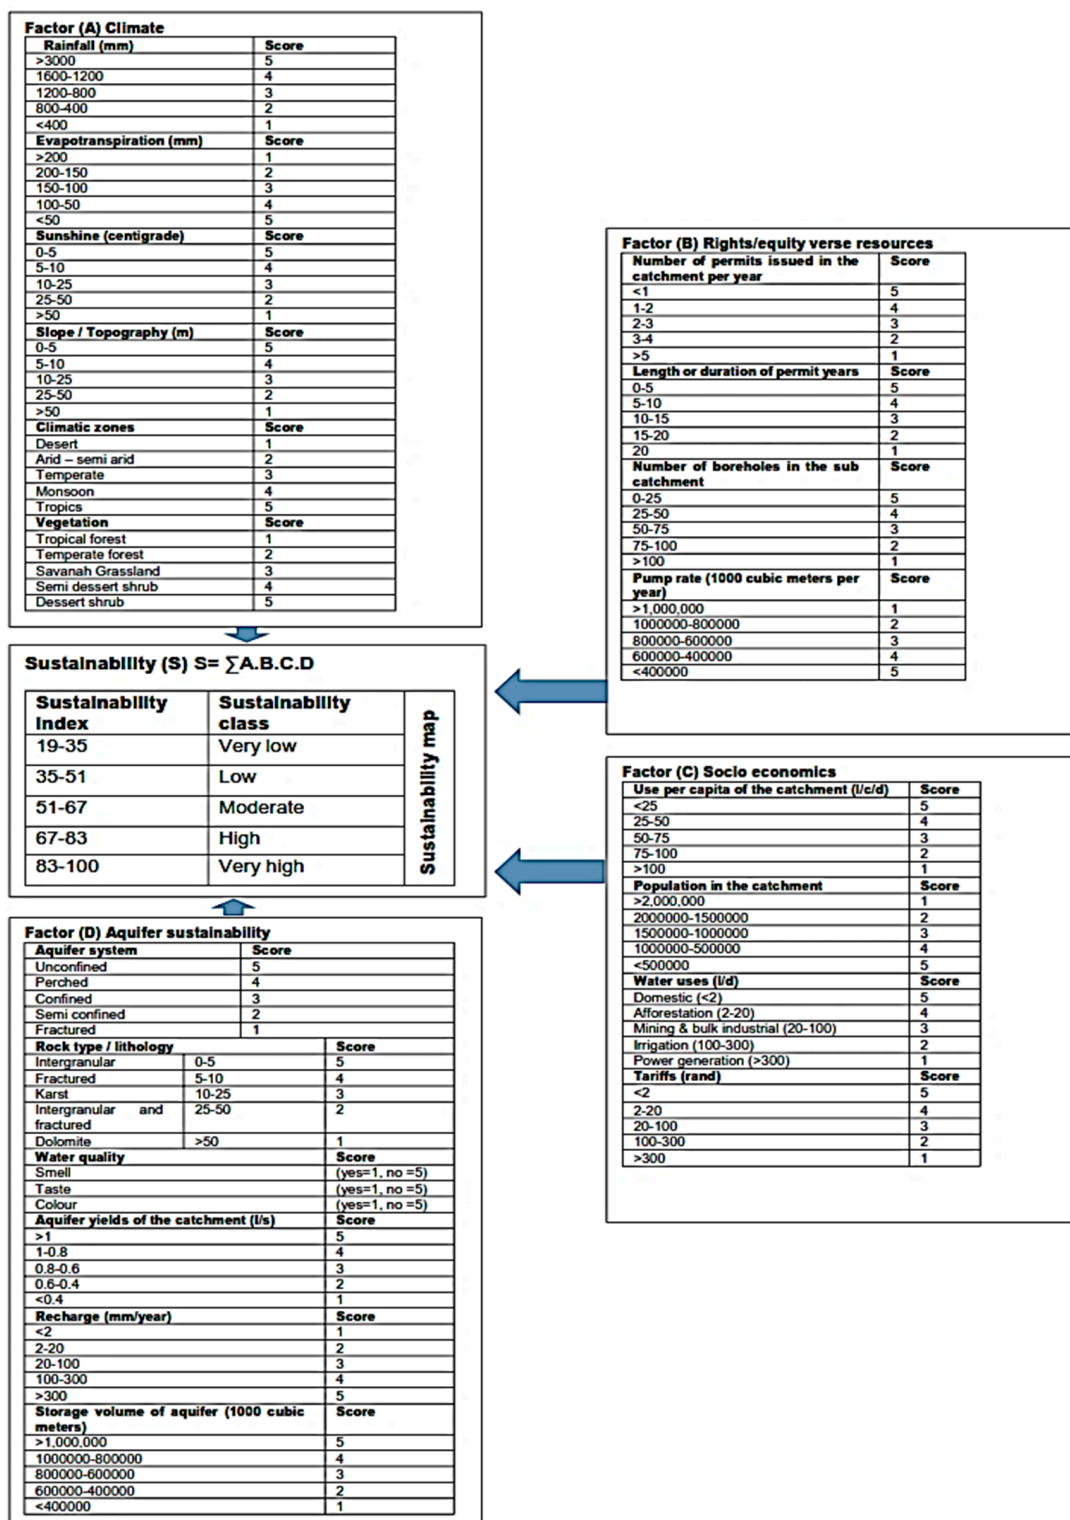 Factor (A) Climate
Rainfall (mm) Score
>3000 5
1600-1200 4
1200-800 3
800-400 2
<400 1
Evapotranspiration (mm) Score
>200 1
200-150 2
150-100 3
100-50 4
<50 5
Sunshine (centigrade) Score
0-5 5
5-10 4
10-25 3
25-50 2
>50 1
Slope / Topography (m) Score
0-5 5
5-10 4
10-25 3
25-50 2
>50 1
Climatic zones Score
Desert 1
Arid – semi arid 2
Temperate 3
Monsoon 4
Tropics 5
Vegetation Score
Tropical forest 1
Temperate forest 2
Savanah Grassland 3
Semi dessert shrub 4
Dessert shrub 5
Factor (B) Rights/equity verse resources
Number of permits issued in the Score
catchment per year
<1 5
1-2 4
2-3 3
3-4 2
>5 1
Length or duration of permit years Score
0-5 5
5-10 4
10-15 3
15-20 2
20 1
Number of boreholes in the sub Score
catchment
0-25 5
25-50 4
50-75 3
75-100 2
>100 1
Pump rate (1000 cubic meters per Score
year)
>1,000,000 1
1000000-800000 2
800000-600000 3
600000-400000 4
<400000 5
Sustainability (S) S= ∑A.B.C.D
Sustainability Sustainability
Index class
19-35 Very low
35-51 Low
51-67 Moderate
67-83 High
83-100 Very high
Sustainability map
Factor (C) Socio economics
Use per capita of the catchment (l/c/d) Score
<25 5
25-50 4
50-75 3
75-100 2
>100 1
Population in the catchment Score
>2,000,000 1
2000000-1500000 2
1500000-1000000 3
1000000-500000 4
<500000 5
Water uses (l/d) Score
Domestic (<2) 5
Afforestation (2-20) 4
Mining & bulk industrial (20-100) 3
Irrigation (100-300) 2
Power generation (>300) 1
Tariffs (rand) Score
<2 5
2-20 4
20-100 3
100-300 2
>300 1
Factor (D) Aquifer sustainability
Aquifer system Score
Unconfined 5
Perched 4
Confined 3
Semi confined 2
Fractured 1
Rock type / lithology Score
Intergranular 0-5 5
Fractured 5-10 4
Karst 10-25 3
Intergranular and 25-50 2
fractured
Dolomite >50 1
Water quality Score
Smell (yes=1, no =5)
Taste (yes=1, no =5)
Colour (yes=1, no =5)
Aquifer yields of the catchment (l/s) Score
>1 5
1-0.8 4
0.8-0.6 3
0.6-0.4 2
<0.4 1
Recharge (mm/year) Score
<2 1
2-20 2
20-100 3
100-300 4
>300 5
Storage volume of aquifer (1000 cubic Score
meters)
>1,000,000 5
1000000-800000 4
800000-600000 3
600000-400000 2
<400000 1